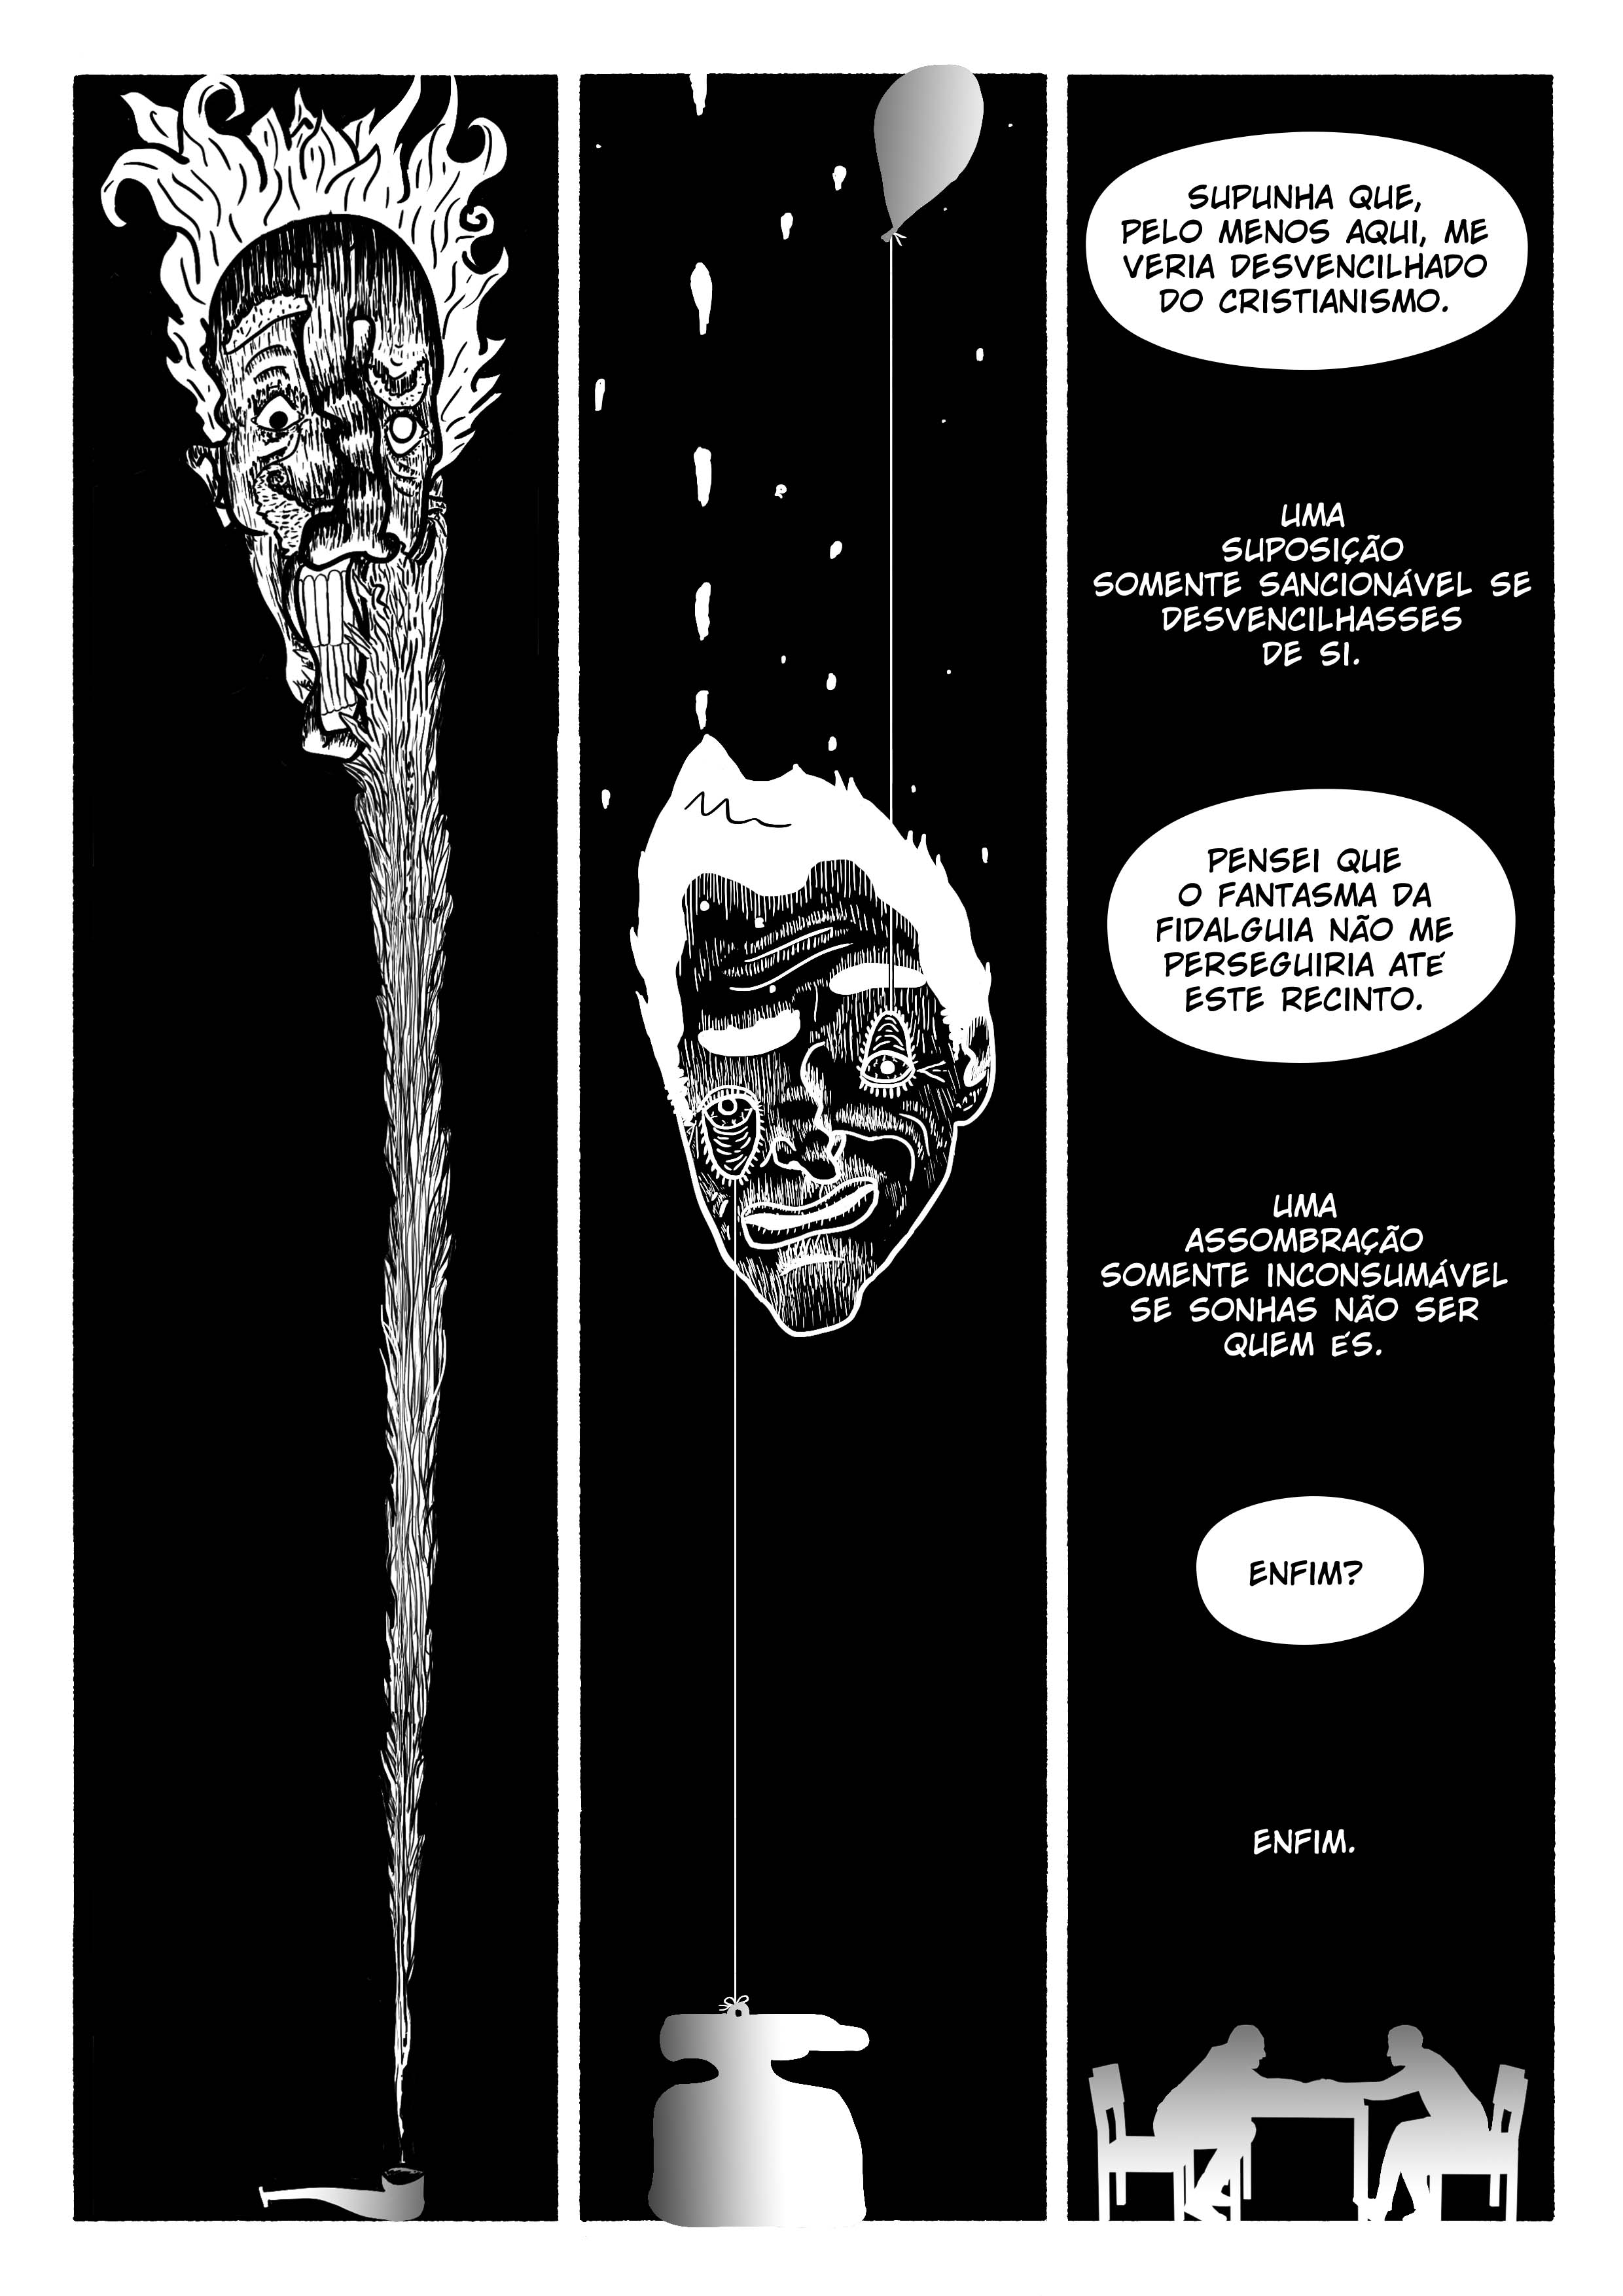 SUPUNHA QUE,
PELO MENOS AQUI, ME
VERIA DESVENCILHADO
DO CRISTIANISMO.
UMA
SUPOSIÇÃO
SOMENTE SANCIONÁVEL SE
DESVENCILHASSES
DE SI.
PENSEI QUE
O FANTASMA DA
FIDALGUIA NÃO ME
PERSEGUIRIA ATÉ
ESTE RECINTO.
UMA
ASSOMBRAÇÃO
SOMENTE INCONSUMÁVEL
SE SONHAS NÃO SER
QUEM ÉS.
ENFIM?
ENFIM.